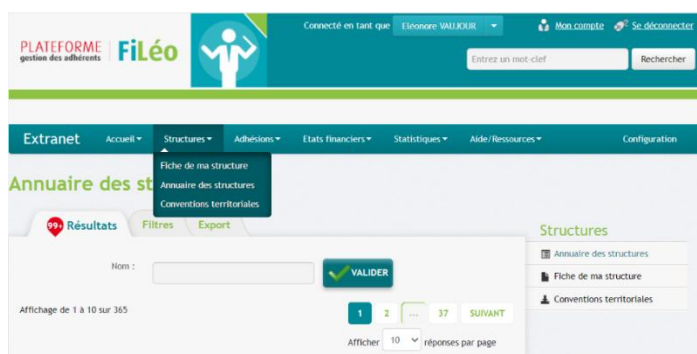 Connecté en tant que Eléonore VAUJOUR Mon compte Se déconnecter
PLATEFORME
gestion des adhérents
FiLéo
Entrez un mot-clef Rechercher
Extranet Accueil Structures Adhésions Etats financiers Statistiques Aide/Ressources Configuration
Fiche de ma structure
Annuaire des structures
Conventions territoriales
Annuaire des st
99+ Résultats Filtres Export
Structures
Annuaire des structures
Fiche de ma structure
Conventions territoriales
Nom :
VALIDER
Affichage de 1 à 10 sur 365
1 2 ... 37 SUIVANT
Afficher 10 réponses par page